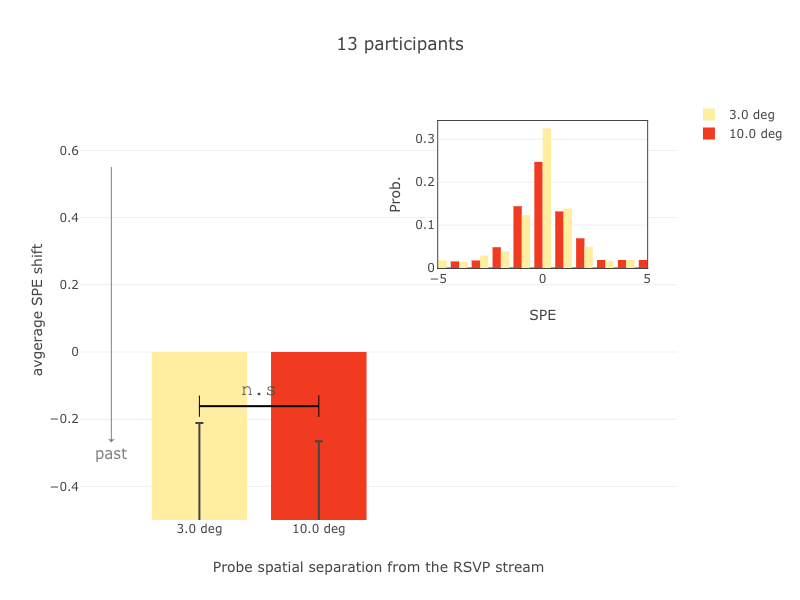 13 participants
3.0 deg
10.0 deg
0.3
0.2
0.1
0
Prob.
−5
0
5
SPE
0.6
0.4
0.2
0
−0.2
−0.4
avgerage SPE shift
n.s
past
3.0 deg
10.0 deg
Probe spatial separation from the RSVP stream